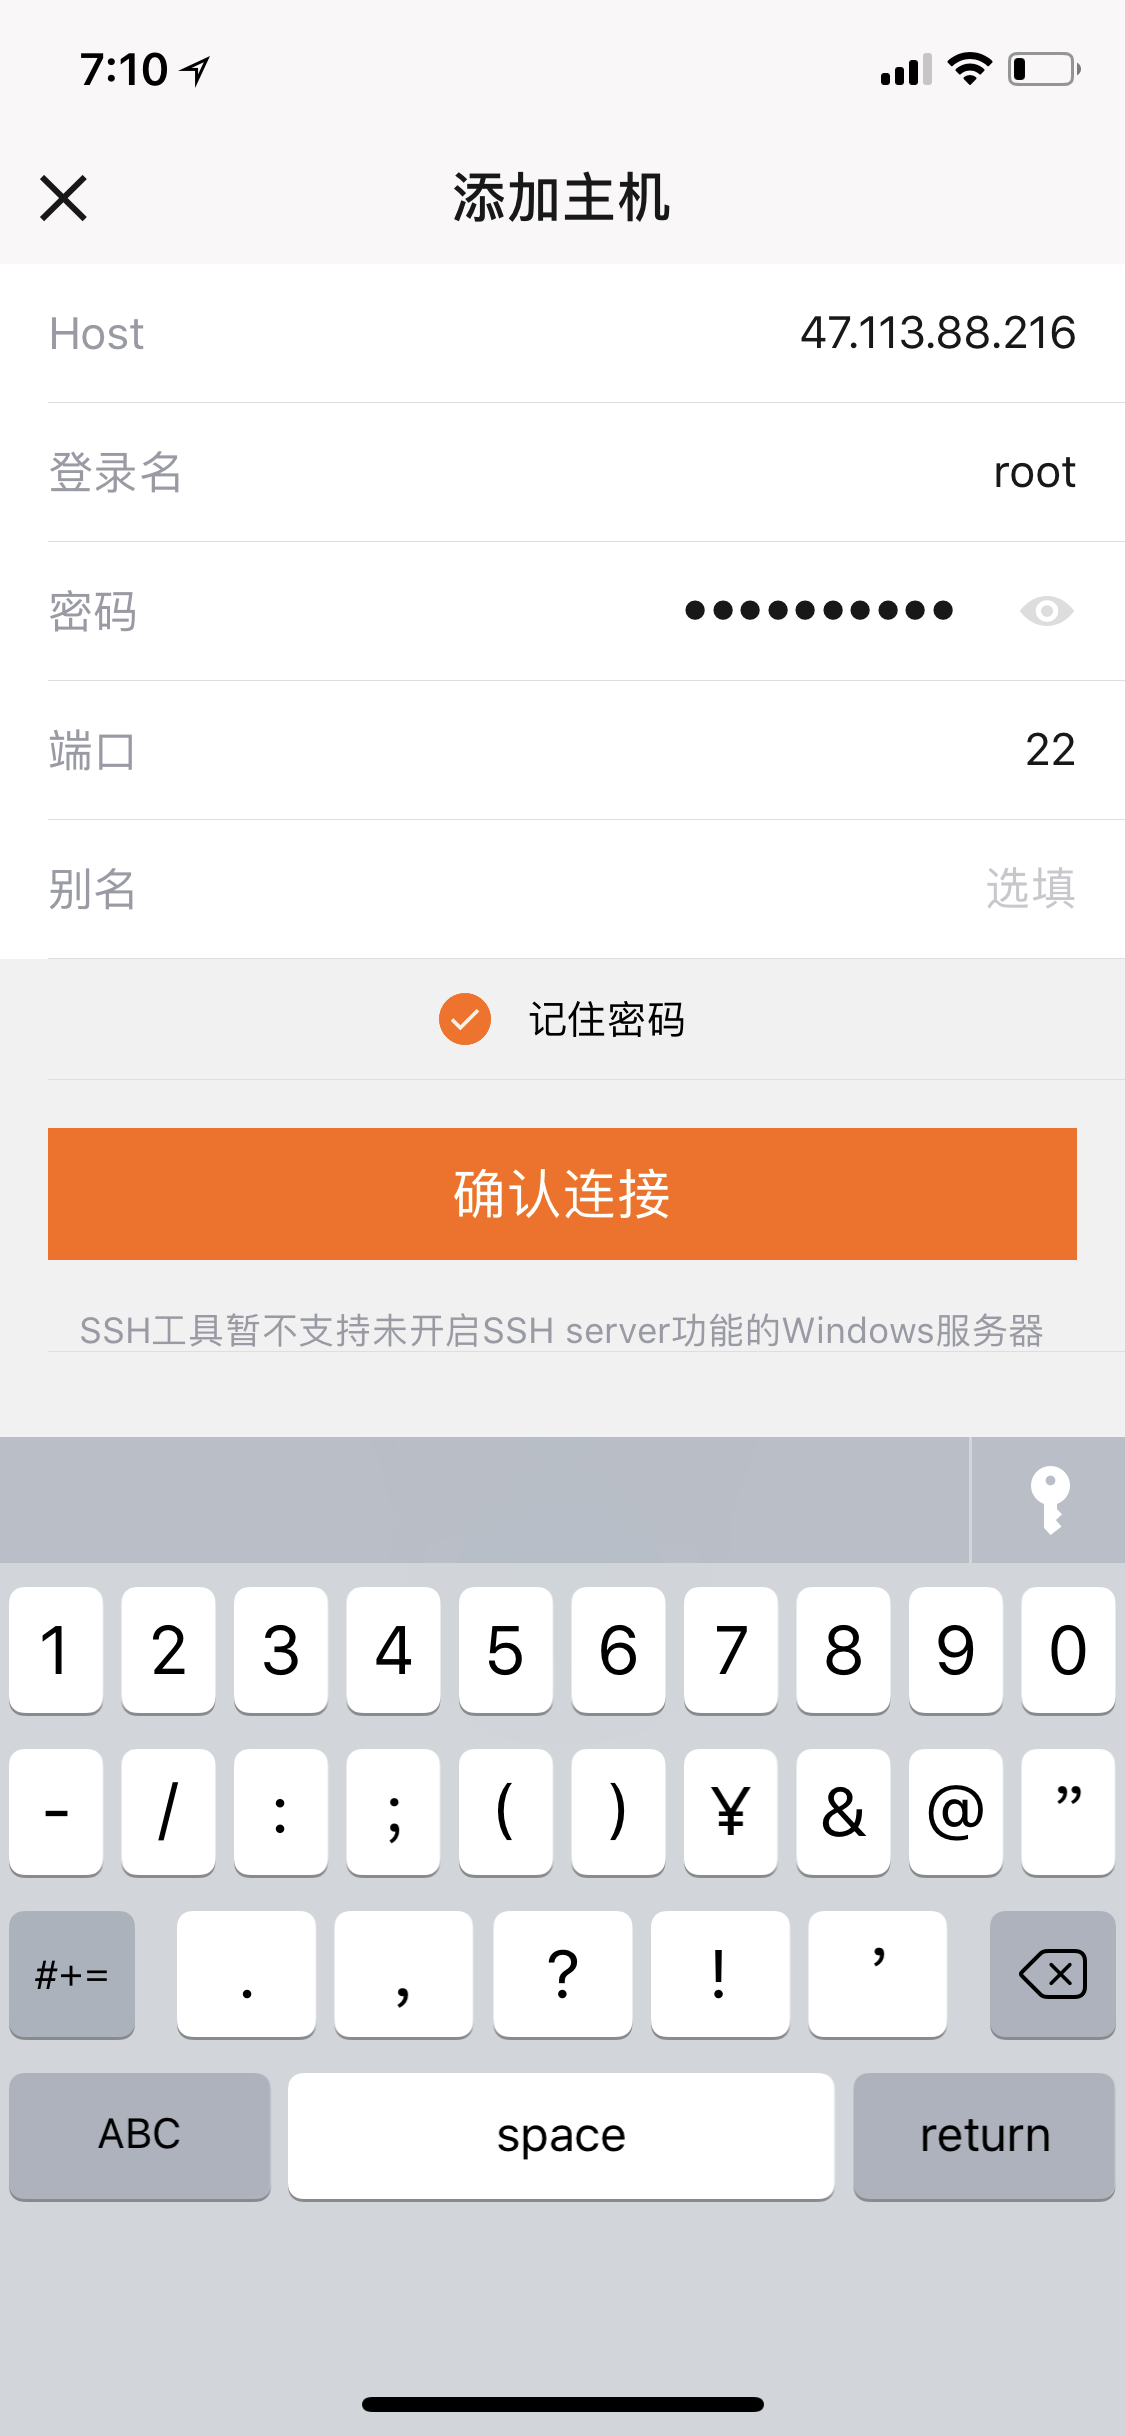 7:10
添加主机
Host 47.113.88.216
登录名 root
密码 ••••••••••
端口 22
别名 选填
记住密码
确认连接
SSH工具暂不支持未开启SSH server功能的Windows服务器
1 2 3 4 5 6 7 8 9 0
- / : ; ( ) ¥ & @ ”
#+= . , ? ! ’
ABC space return